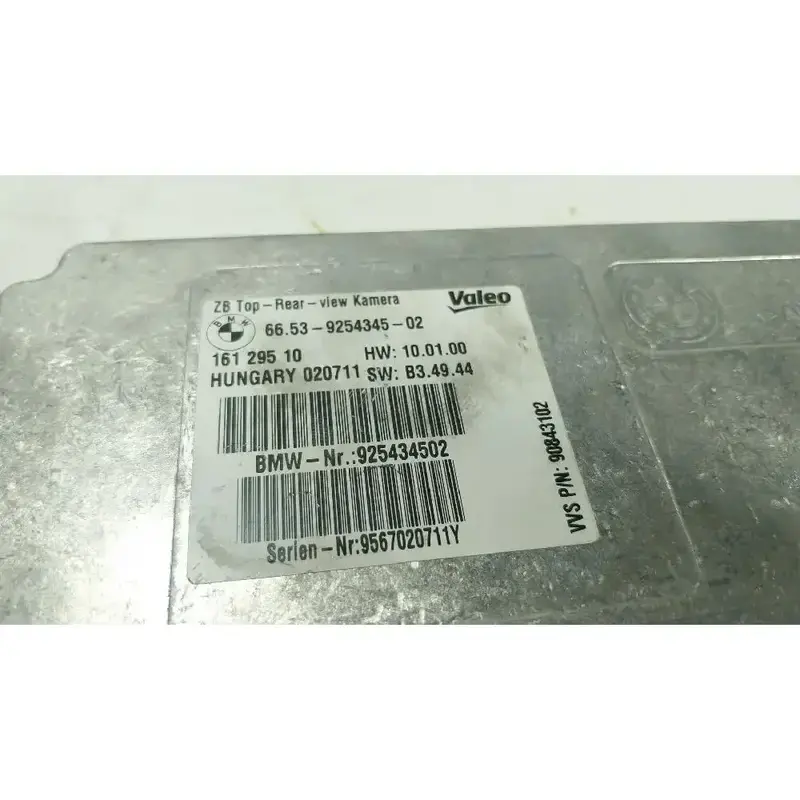 ZB Top-Rear-view Kamera
Valeo
BMW
66.53-9254345-02
161 295 10 HW: 10.01.00
HUNGARY 020711 SW: B3.49.44
BMW-Nr.:925434502
Serien-Nr:9567020711Y
VVS P/N: 90843102